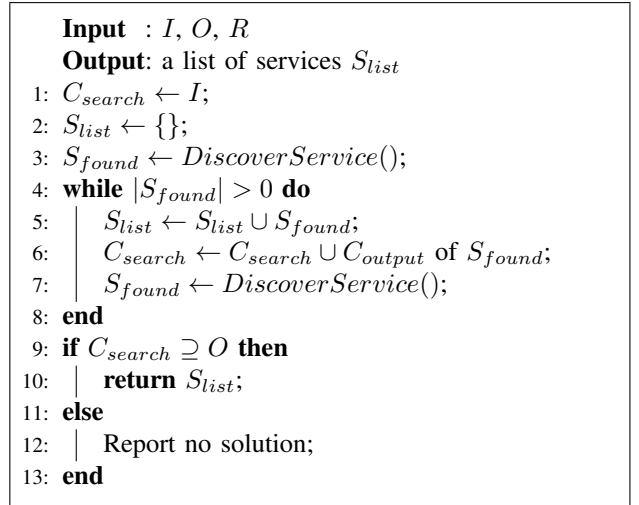 Input : I, O, R
Output: a list of services S_list
1: C_search ← I;
2: S_list ← {};
3: S_found ← DiscoverService();
4: while |S_found| > 0 do
5: S_list ← S_list ∪ S_found;
6: C_search ← C_search ∪ C_output of S_found;
7: S_found ← DiscoverService();
8: end
9: if C_search ⊇ O then
10: return S_list;
11: else
12: Report no solution;
13: end